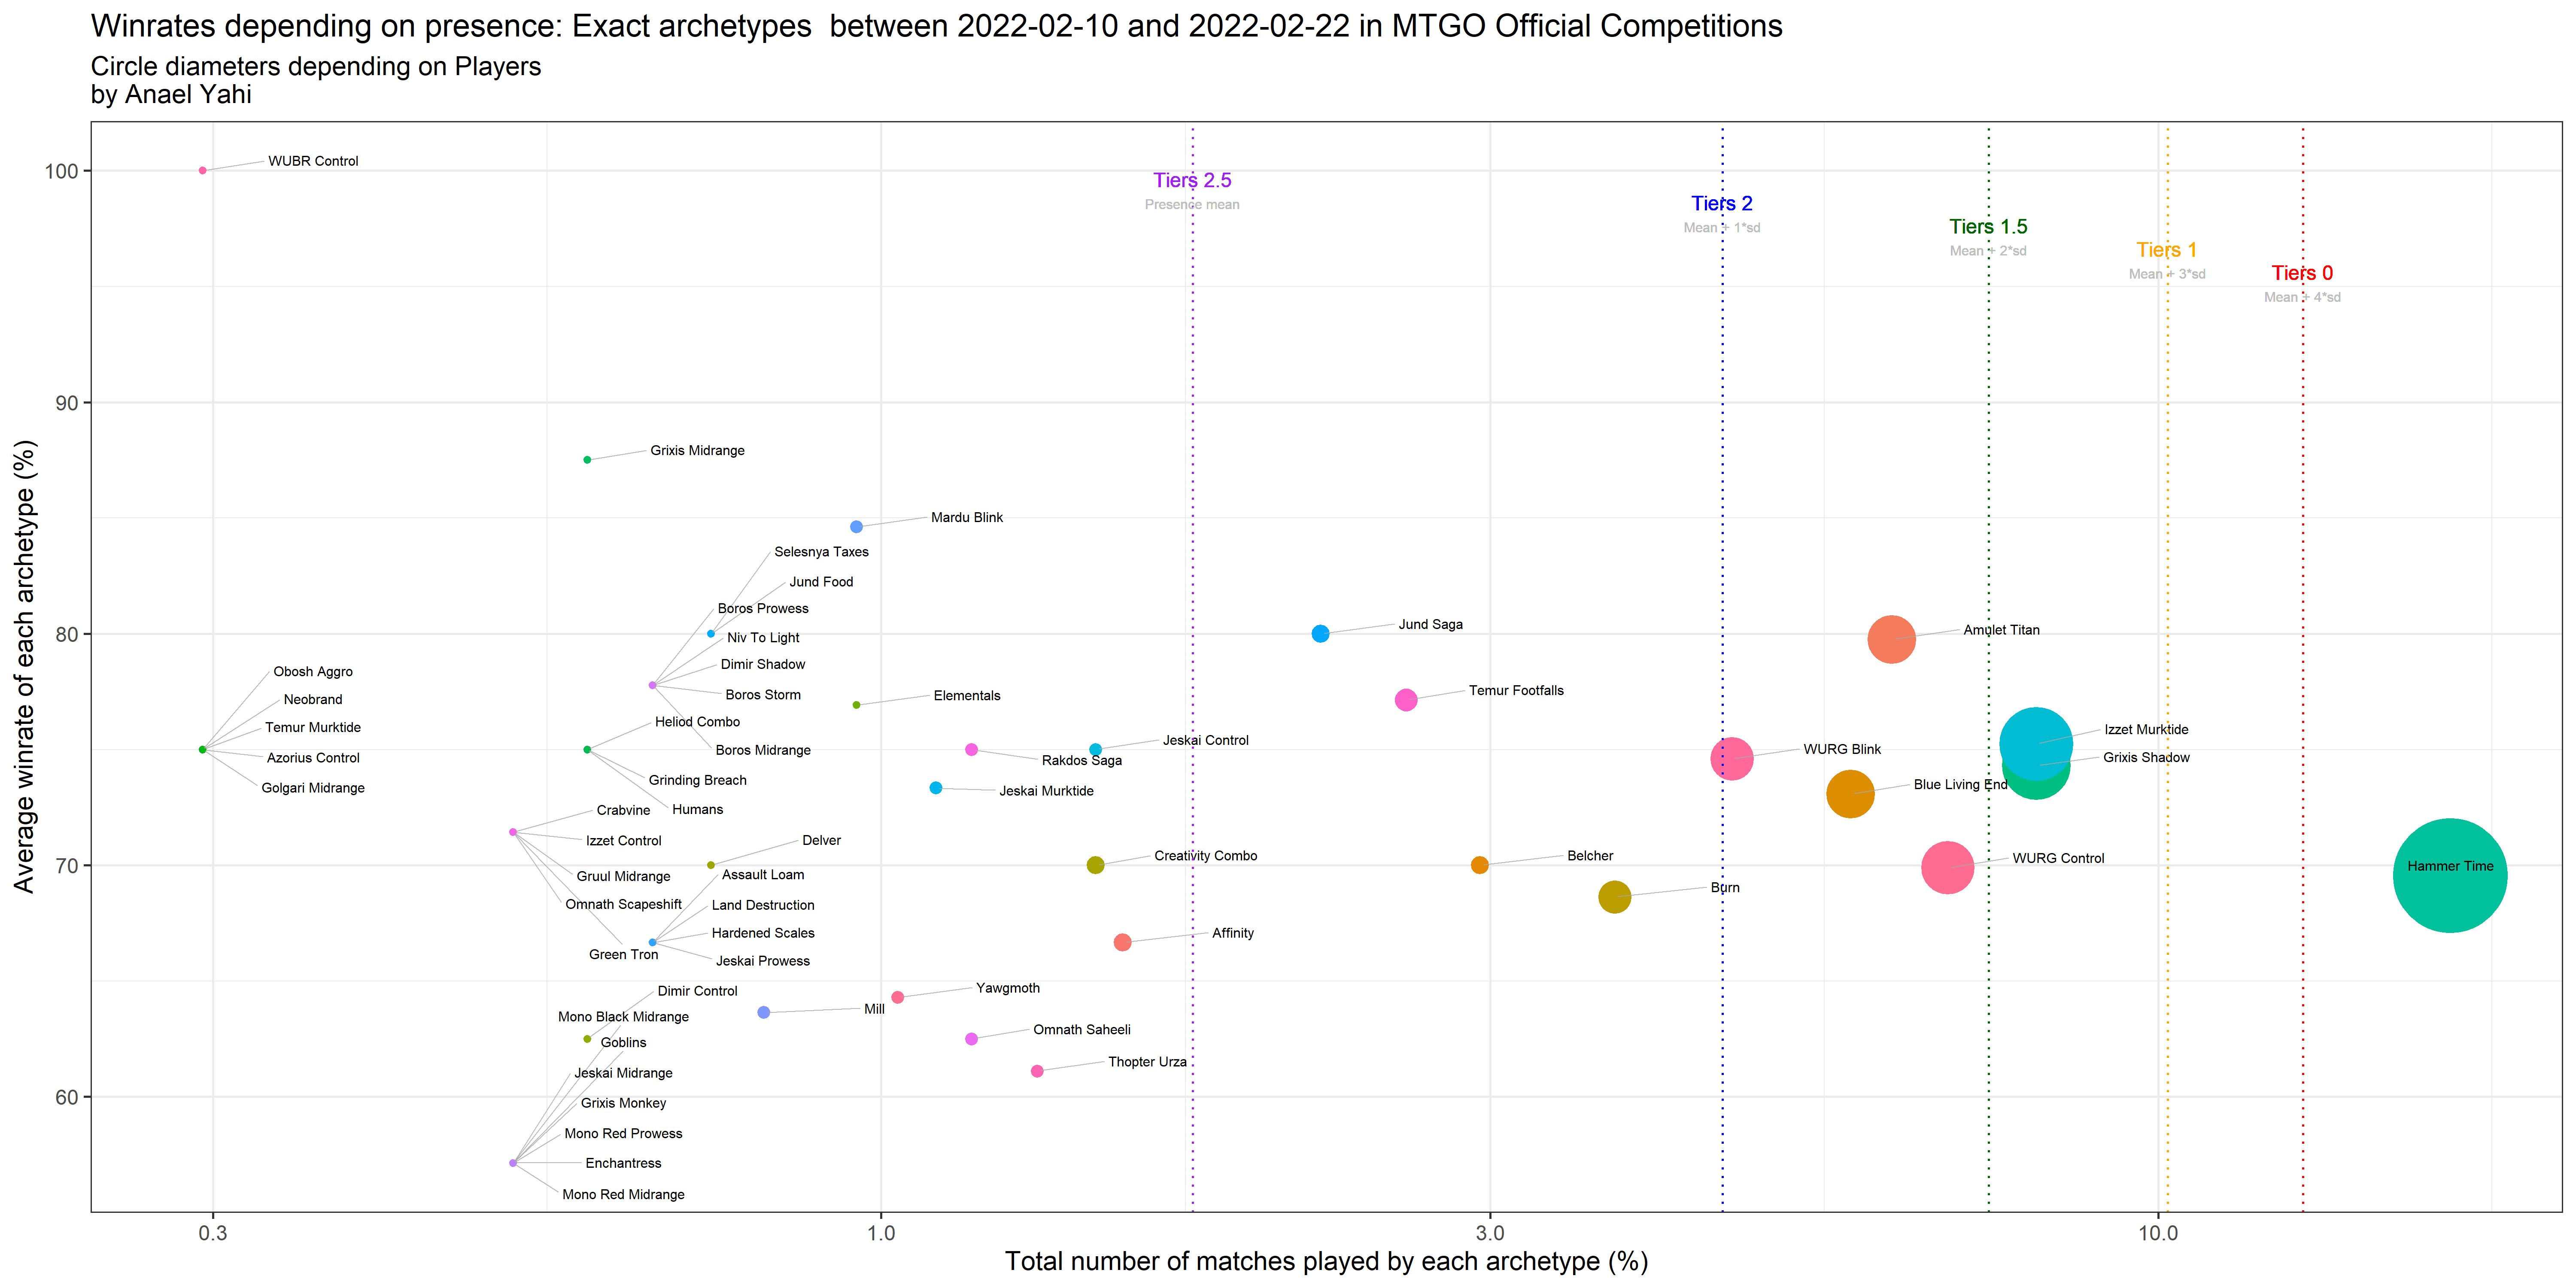 Winrates depending on presence: Exact archetypes  between 2022-02-10 and 2022-02-22 in MTGO Official Competitions
Circle diameters depending on Players
by Anael Yahi
Average winrate of each archetype (%)
100
90
80
70
60
WUBR Control
Tiers 2.5
Presence mean
Tiers 2
Mean + 1*sd
Tiers 1.5
Mean + 2*sd
Tiers 1
Mean + 3*sd
Tiers 0
Mean + 4*sd
Grixis Midrange
Mardu Blink
Selesnya Taxes
Jund Food
Boros Prowess
Niv To Light
Dimir Shadow
Boros Storm
Heliod Combo
Boros Midrange
Grinding Breach
Humans
Obosh Aggro
Neobrand
Temur Murktide
Azorius Control
Golgari Midrange
Elementals
Jeskai Control
Rakdos Saga
Jeskai Murktide
Jund Saga
Temur Footfalls
Amulet Titan
Izzet Murktide
Grixis Shadow
WURG Blink
Blue Living End
Crabvine
Izzet Control
Gruul Midrange
Omnath Scapeshift
Green Tron
Delver
Assault Loam
Land Destruction
Hardened Scales
Jeskai Prowess
Creativity Combo
Belcher
Burn
WURG Control
Hammer Time
Affinity
Dimir Control
Mono Black Midrange
Goblins
Jeskai Midrange
Grixis Monkey
Mono Red Prowess
Enchantress
Mono Red Midrange
Mill
Yawgmoth
Omnath Saheeli
Thopter Urza
0.3
1.0
3.0
10.0
Total number of matches played by each archetype (%)